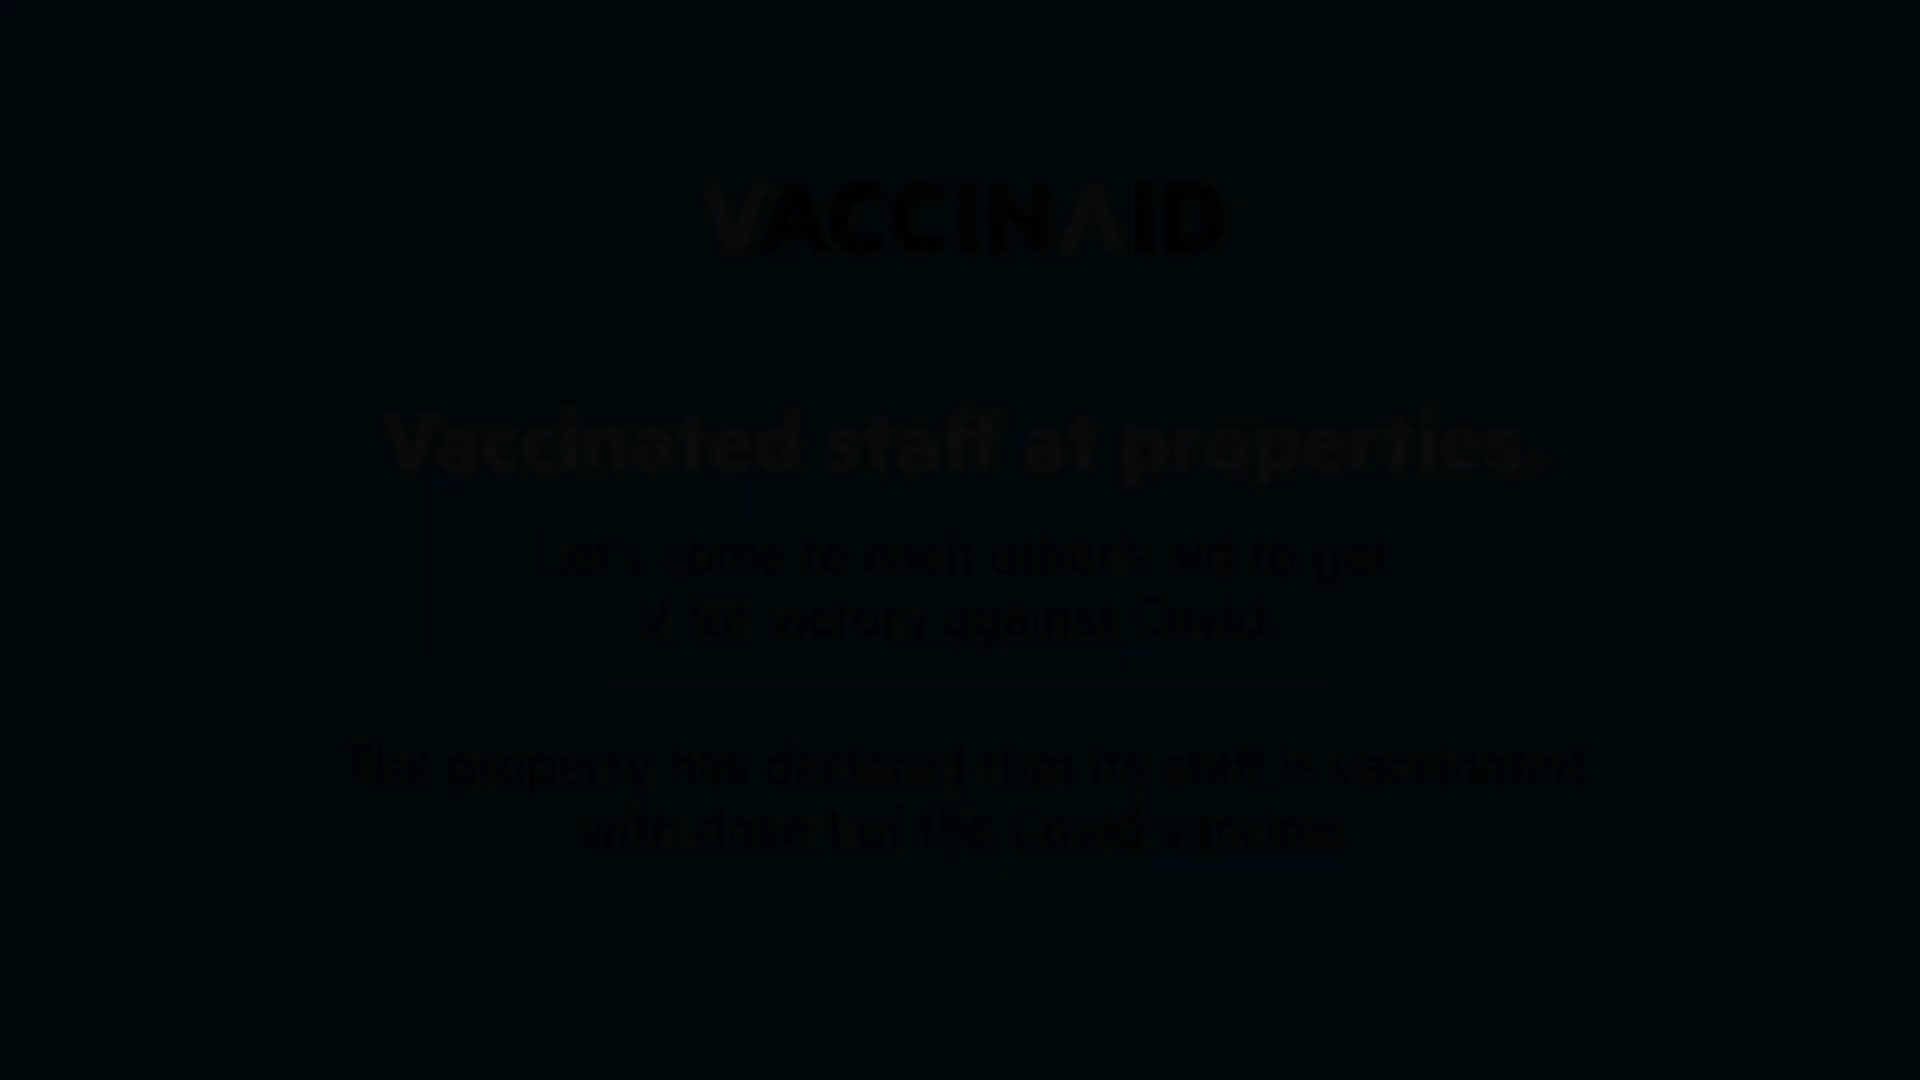 VACCINAID
Vaccinated staff at properties.
Let's come to each other's aid to get
V for victory against Covid.
The property has declared that its staff is vaccinated
with dose 1 of the Covid vaccine.